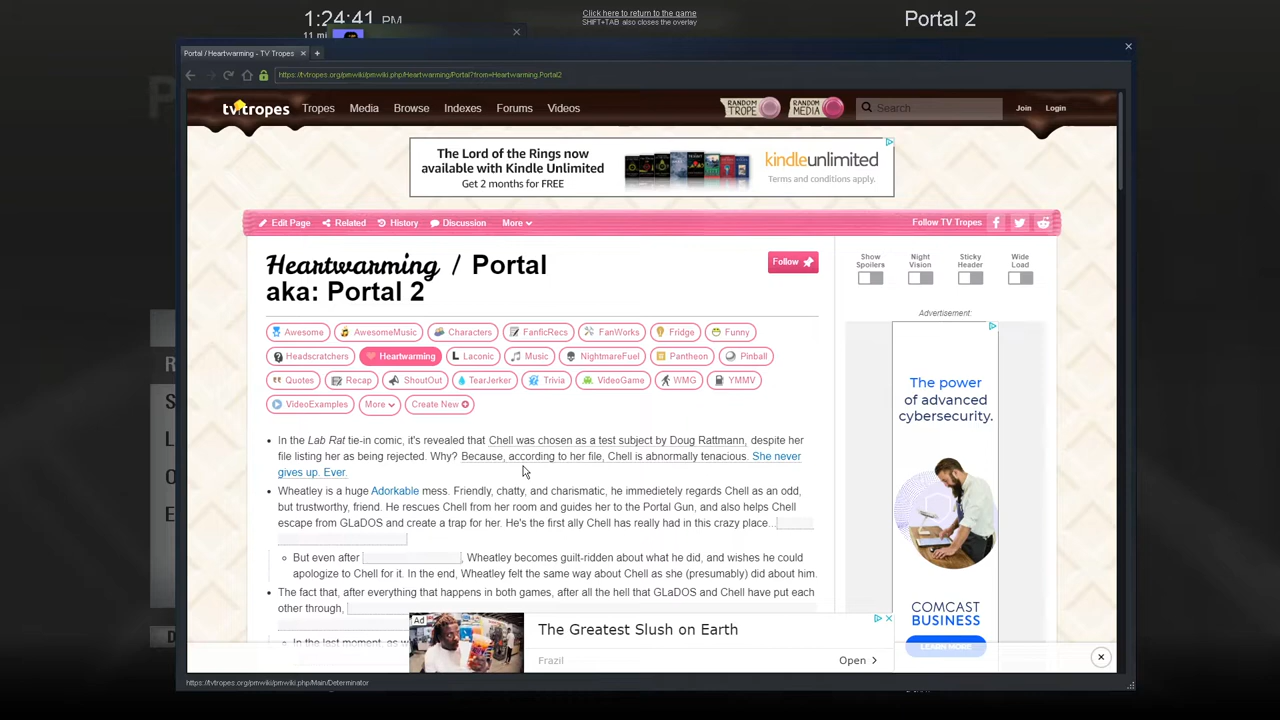 1:24:41 PM
11 mi
Click here to return to the game
SHIFT+TAB also closes the overlay
Portal 2
Portal / Heartwarming - TV Tropes
https://tvtropes.org/pmwiki/pmwiki.php/Heartwarming/Portal?from=Heartwarming.Portal2
tvtropes Tropes Media Browse Indexes Forums Videos
RANDOM TROPE RANDOM MEDIA Search Join Login
The Lord of the Rings now
available with Kindle Unlimited
Get 2 months for FREE
kindleunlimited
Terms and conditions apply.
Edit Page Related History Discussion More Follow TV Tropes
Heartwarming / Portal
aka: Portal 2
Follow
Awesome AwesomeMusic Characters FanficRecs FanWorks Fridge Funny
Headscratchers Heartwarming Laconic Music NightmareFuel Pantheon Pinball
Quotes Recap ShoutOut TearJerker Trivia VideoGame WMG YMMV
VideoExamples More Create New
In the Lab Rat tie-in comic, it's revealed that Chell was chosen as a test subject by Doug Rattmann, despite her
file listing her as being rejected. Why? Because, according to her file, Chell is abnormally tenacious. She never
gives up. Ever.
Wheatley is a huge Adorkable mess. Friendly, chatty, and charismatic, he immedietely regards Chell as an odd,
but trustworthy, friend. He rescues Chell from her room and guides her to the Portal Gun, and also helps Chell
escape from GLaDOS and create a trap for her. He's the first ally Chell has really had in this crazy place...
But even after , Wheatley becomes guilt-ridden about what he did, and wishes he could
apologize to Chell for it. In the end, Wheatley felt the same way about Chell as she (presumably) did about him.
The fact that, after everything that happens in both games, after all the hell that GLaDOS and Chell have put each
other through,
In the last moment, as w
Show Spoilers
Night Vision
Sticky Header
Wide Load
Advertisement:
The power
of advanced
cybersecurity.
COMCAST
BUSINESS
LEARN MORE
Ad
The Greatest Slush on Earth
Frazil
Open
https://tvtropes.org/pmwiki/pmwiki.php/Main/Determinator